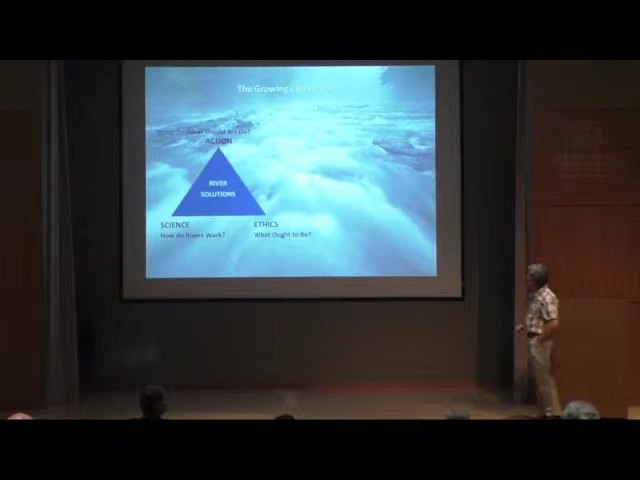 The Growing
What Should We Do?
ACTION
RIVER
SOLUTIONS
SCIENCE
ETHICS
How do Rivers Work?
What Ought to Be?